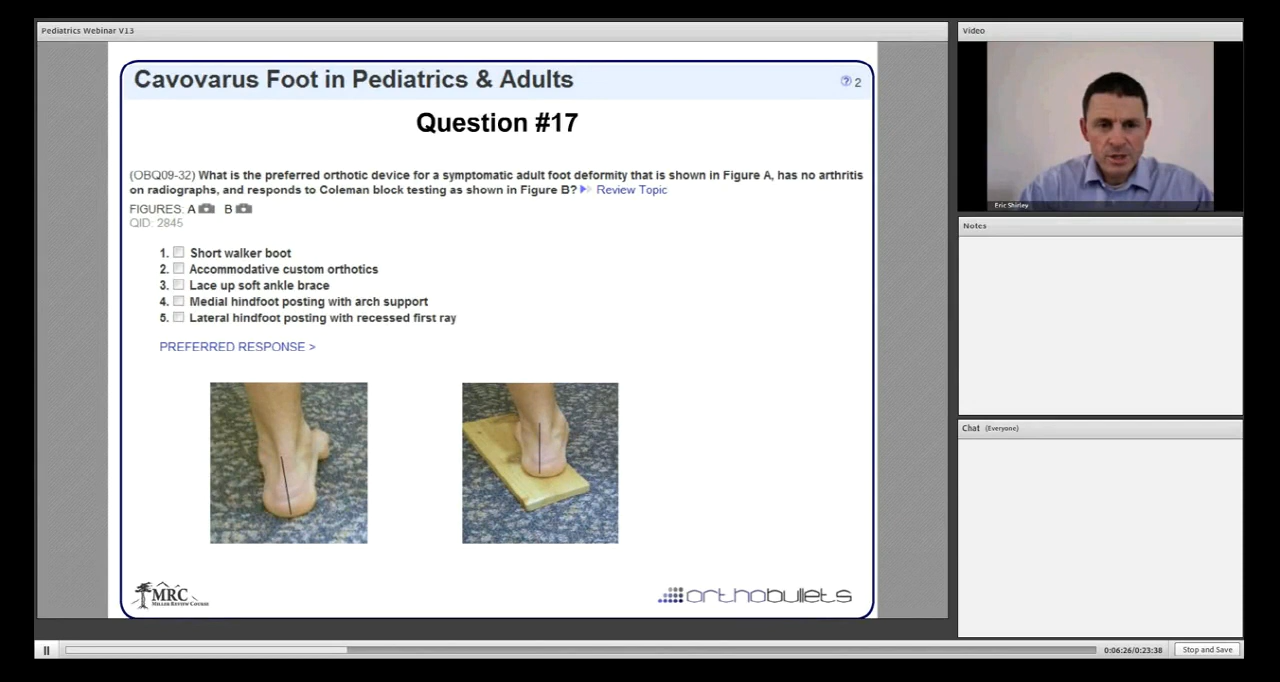 Pediatrics Webinar V13
Cavovarus Foot in Pediatrics & Adults
? 2
Question #17
(OBQ09-32) What is the preferred orthotic device for a symptomatic adult foot deformity that is shown in Figure A, has no arthritis
on radiographs, and responds to Coleman block testing as shown in Figure B? Review Topic
FIGURES: A B
QID: 2845
1. Short walker boot
2. Accommodative custom orthotics
3. Lace up soft ankle brace
4. Medial hindfoot posting with arch support
5. Lateral hindfoot posting with recessed first ray
PREFERRED RESPONSE >
MRC
MILLER REVIEW COURSE
orthobullets
Video
Eric Shirley
Notes
Chat (Everyone)
0:06:26/0:23:38
Stop and Save